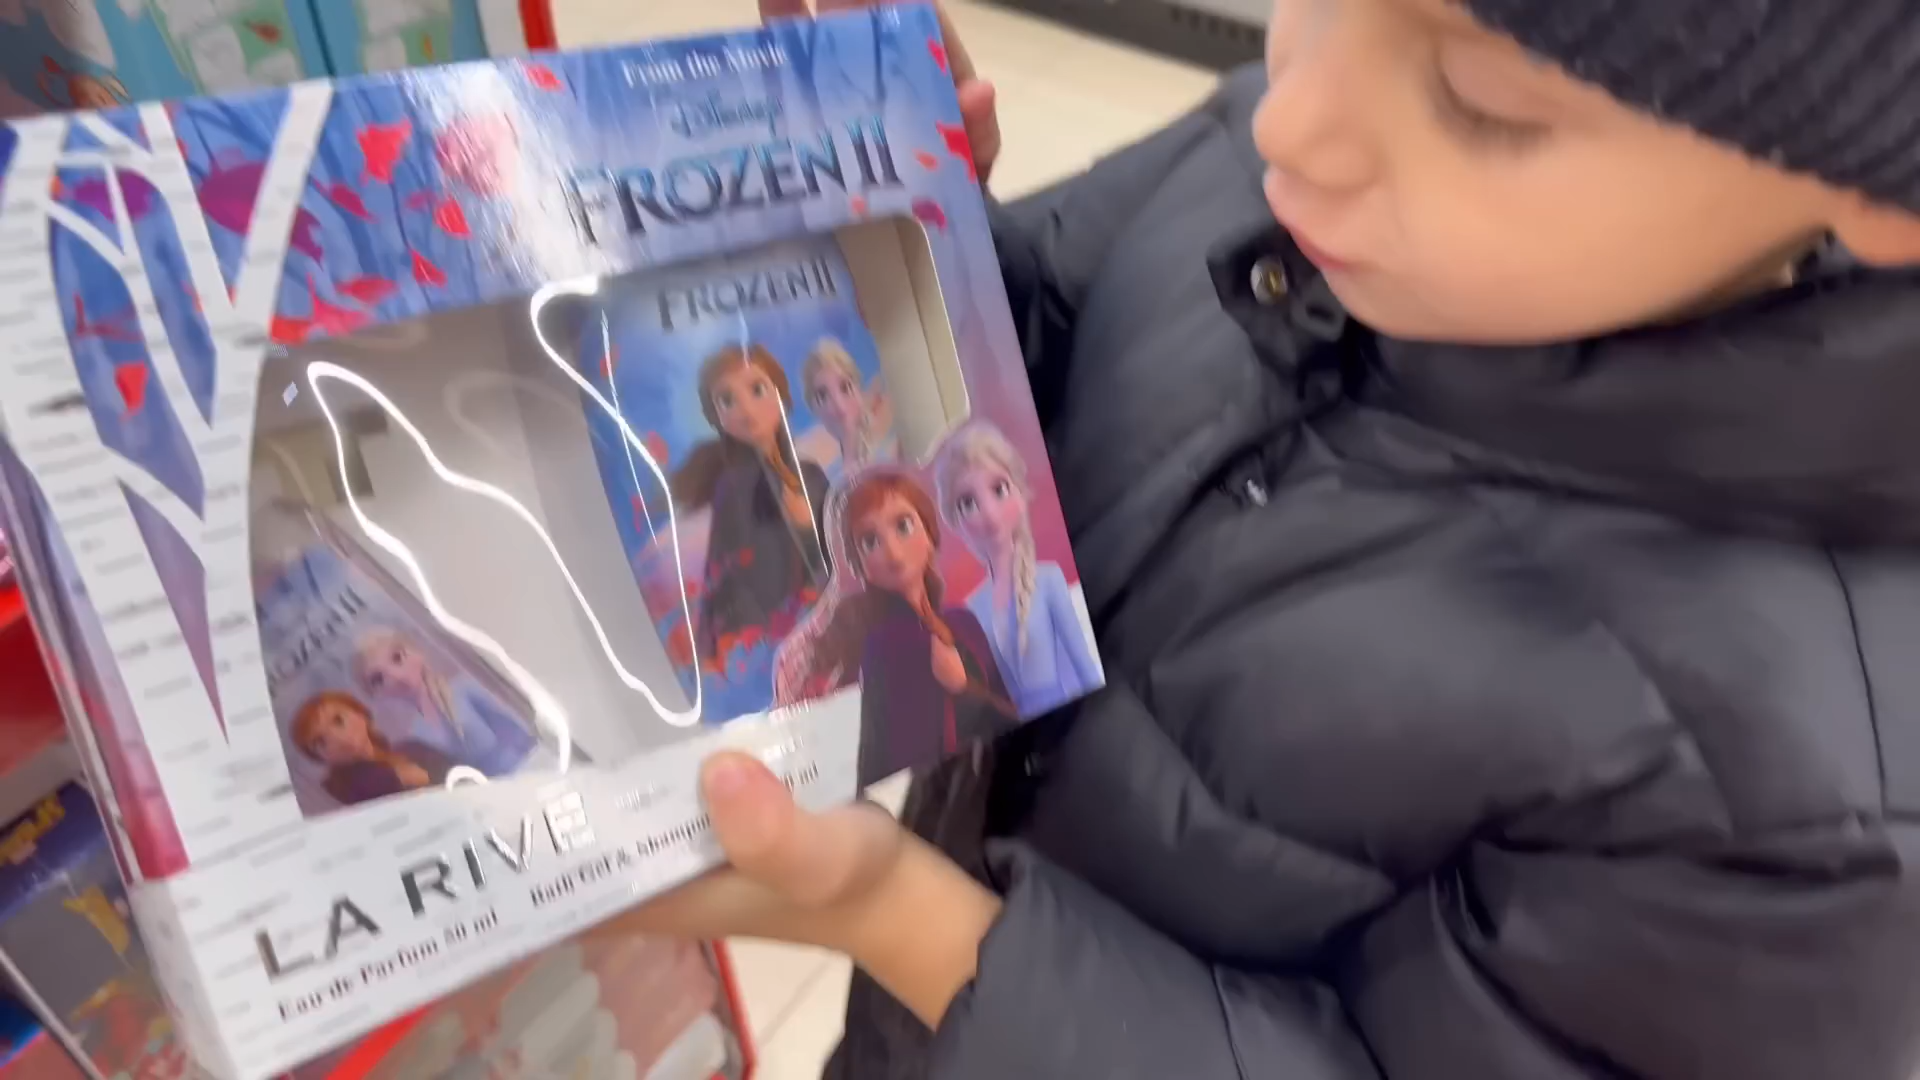 From the Movie
Disney
FROZEN II
FROZEN II
FROZEN II
LA RIVE
Eau de Parfum 50 ml
Bath Gel & Shampoo